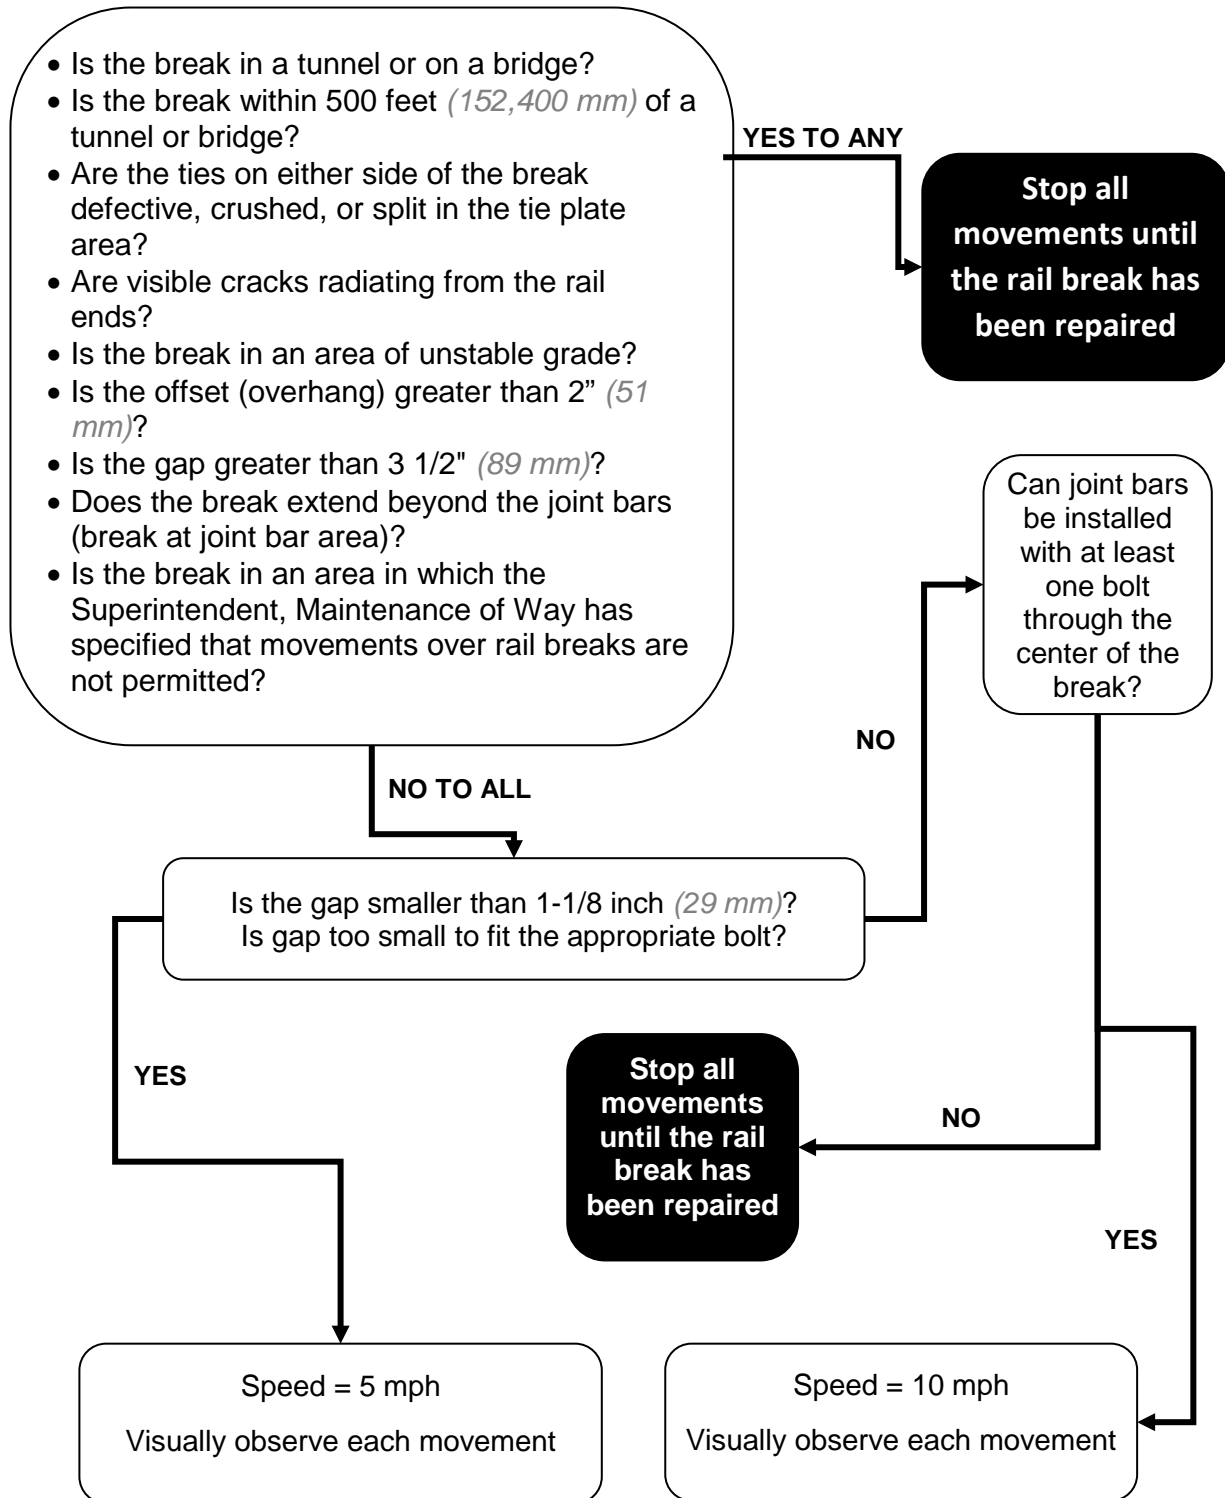 • Is the break in a tunnel or on a bridge?
• Is the break within 500 feet (152,400 mm) of a
tunnel or bridge?
• Are the ties on either side of the break
defective, crushed, or split in the tie plate
area?
• Are visible cracks radiating from the rail
ends?
• Is the break in an area of unstable grade?
• Is the offset (overhang) greater than 2” (51
mm)?
• Is the gap greater than 3 1/2" (89 mm)?
• Does the break extend beyond the joint bars
(break at joint bar area)?
• Is the break in an area in which the
Superintendent, Maintenance of Way has
specified that movements over rail breaks are
not permitted?
YES TO ANY
Stop all
movements until
the rail break has
been repaired
NO TO ALL
Is the gap smaller than 1-1/8 inch (29 mm)?
Is gap too small to fit the appropriate bolt?
NO
Can joint bars
be installed
with at least
one bolt
through the
center of the
break?
YES
Stop all
movements
until the rail
break has
been repaired
NO
YES
Speed = 5 mph
Visually observe each movement
Speed = 10 mph
Visually observe each movement